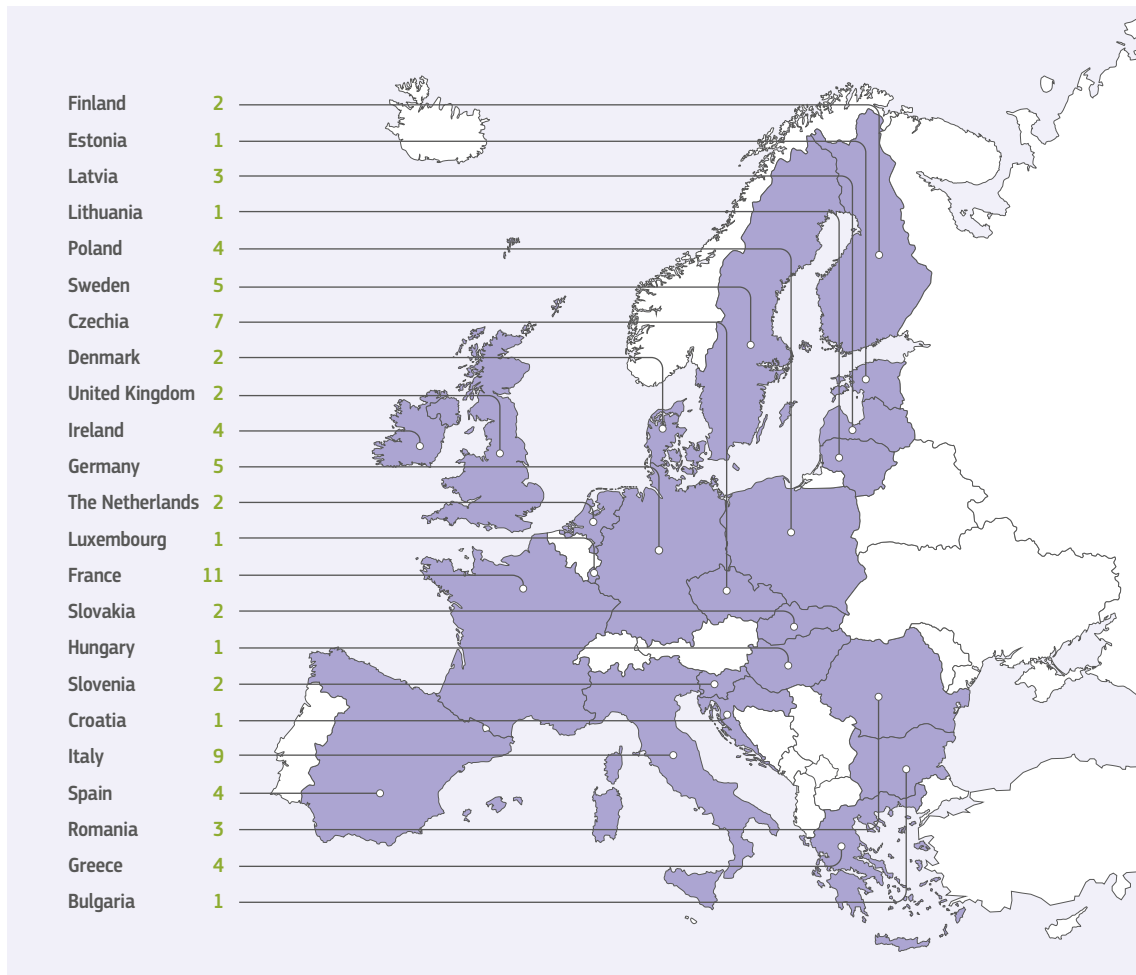 Finland 2
Estonia 1
Latvia 3
Lithuania 1
Poland 4
Sweden 5
Czechia 7
Denmark 2
United Kingdom 2
Ireland 4
Germany 5
The Netherlands 2
Luxembourg 1
France 11
Slovakia 2
Hungary 1
Slovenia 2
Croatia 1
Italy 9
Spain 4
Romania 3
Greece 4
Bulgaria 1